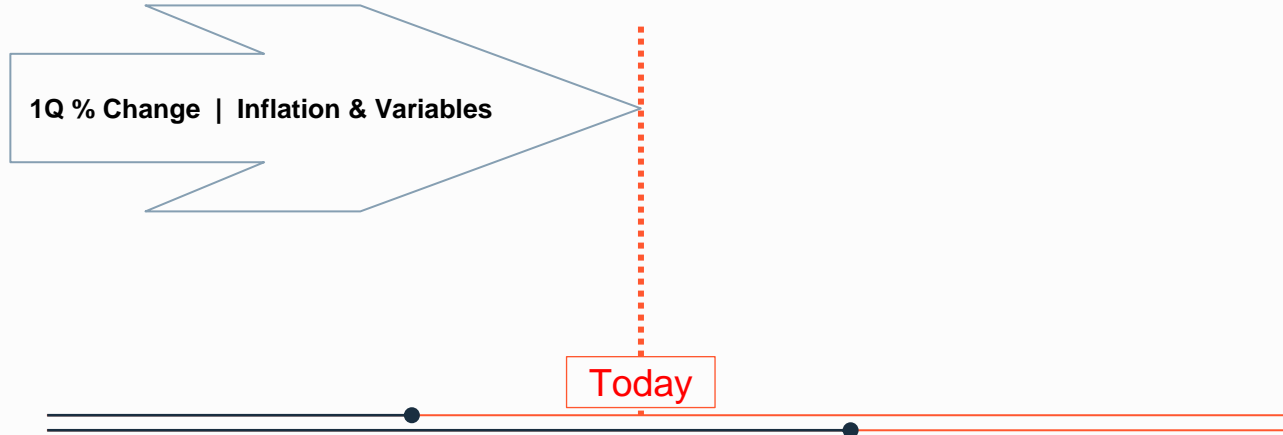 1Q % Change | Inflation & Variables
Today